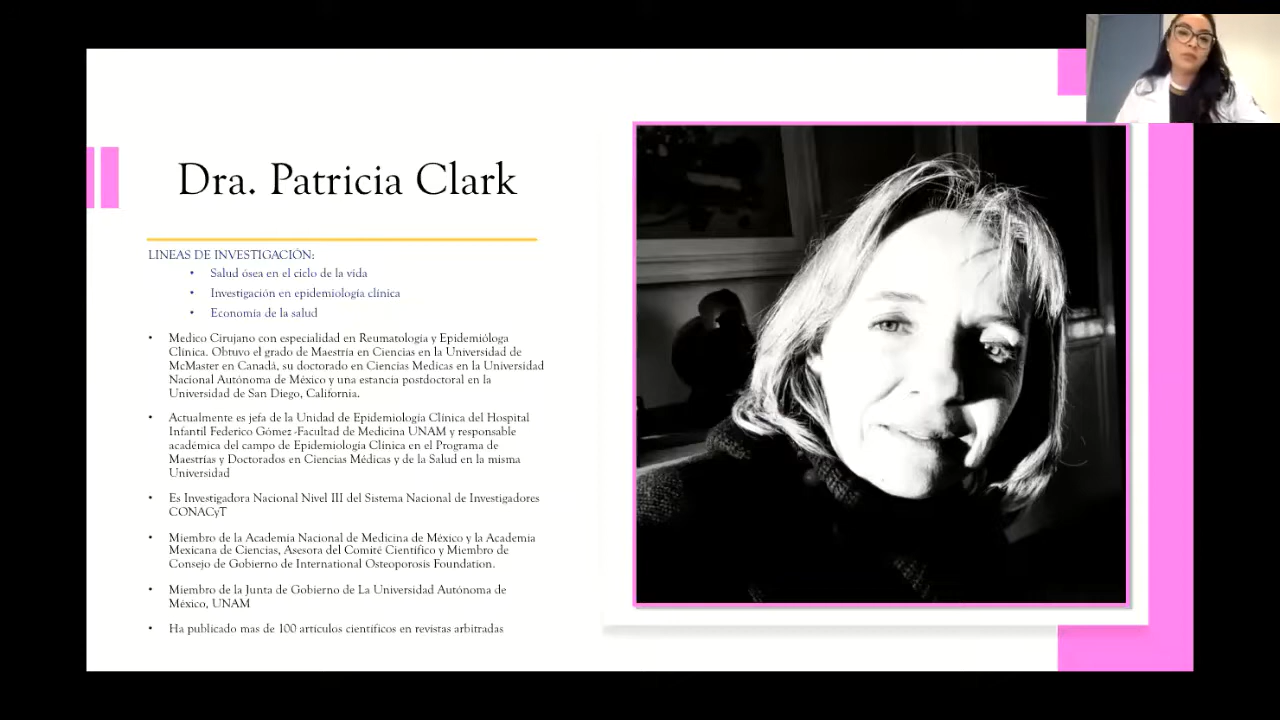 Dra. Patricia Clark
LINEAS DE INVESTIGACIÓN:
• Salud ósea en el ciclo de la vida
• Investigación en epidemiología clínica
• Economía de la salud
• Medico Cirujano con especialidad en Reumatología y Epidemióloga
Clínica. Obtuvo el grado de Maestría en Ciencias en la Universidad de
McMaster en Canadá, su doctorado en Ciencias Medicas en la Universidad
Nacional Autónoma de México y una estancia postdoctoral en la
Universidad de San Diego, California.
• Actualmente es jefa de la Unidad de Epidemiología Clínica del Hospital
Infantil Federico Gómez -Facultad de Medicina UNAM y responsable
académica del campo de Epidemiología Clínica en el Programa de
Maestrías y Doctorados en Ciencias Médicas y de la Salud en la misma
Universidad
• Es Investigadora Nacional Nivel III del Sistema Nacional de Investigadores
CONACyT
• Miembro de la Academia Nacional de Medicina de México y la Academia
Mexicana de Ciencias, Asesora del Comité Científico y Miembro de
Consejo de Gobierno de International Osteoporosis Foundation.
• Miembro de la Junta de Gobierno de La Universidad Autónoma de
México, UNAM
• Ha publicado mas de 100 artículos científicos en revistas arbitradas